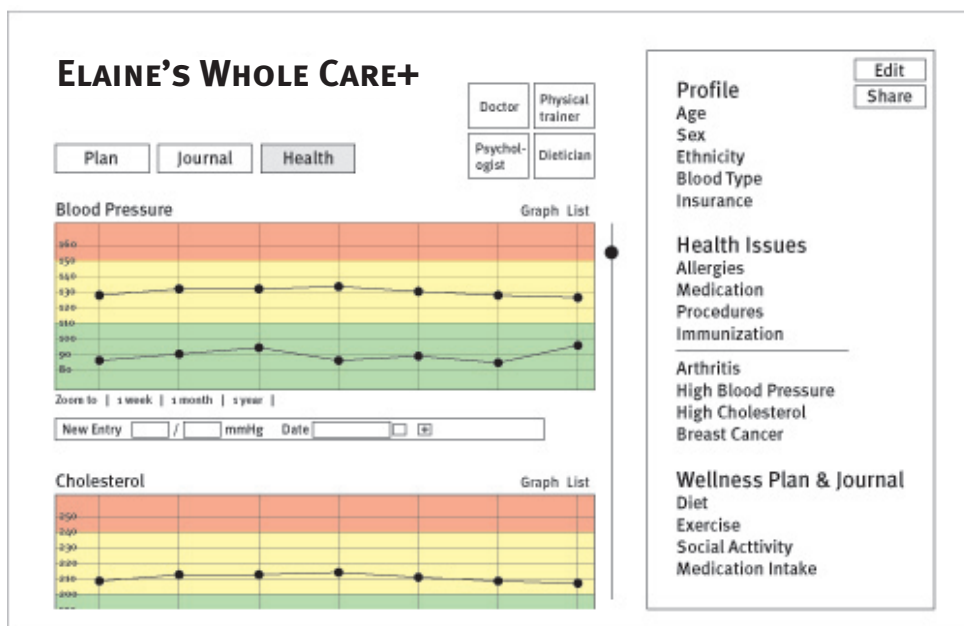 ELAINE'S WHOLE CARE+
Doctor
Physical
trainer
Psychol-
ogist
Dietician
Plan
Journal
Health
Blood Pressure
Graph List
160
150
140
130
120
110
100
90
80
Zoom to | 1 week | 1 month | 1 year |
New Entry / mmHg Date
Cholesterol
Graph List
250
240
230
220
210
200
Edit
Share
Profile
Age
Sex
Ethnicity
Blood Type
Insurance
Health Issues
Allergies
Medication
Procedures
Immunization
Arthritis
High Blood Pressure
High Cholesterol
Breast Cancer
Wellness Plan & Journal
Diet
Exercise
Social Acttivity
Medication Intake